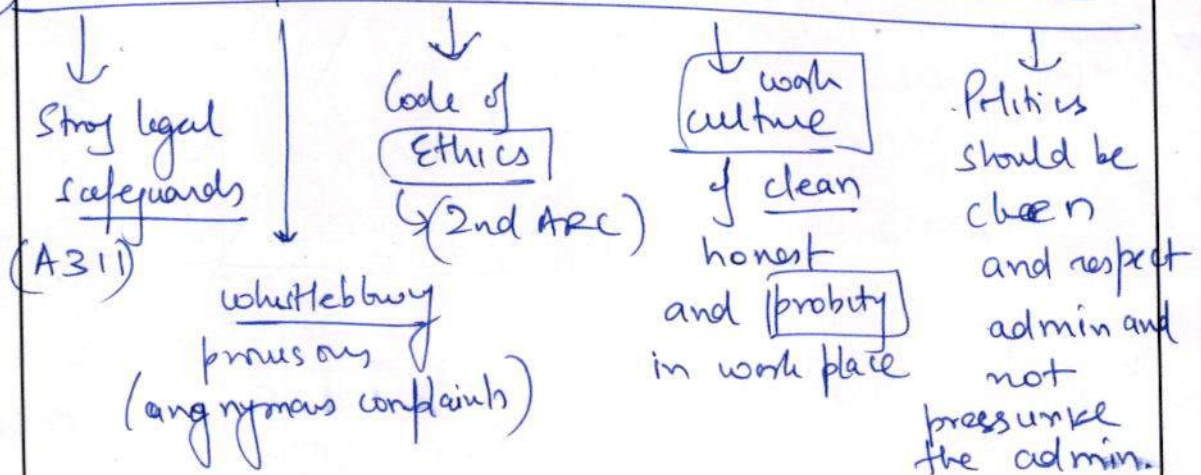 Strong legal
safeguards
(A311)
whistleblowing
provisions
(anonymous complaints)
Code of
Ethics
(2nd ARC)
work
culture
of clean
honest
and probity
in work place
Politics
should be
clean
and respect
admin and
not
pressurise
the admin.